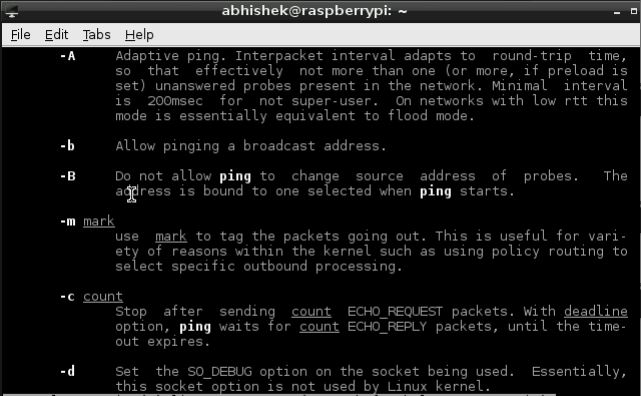 abhishek@raspberrypi: ~
File Edit Tabs Help
-A Adaptive ping. Interpacket interval adapts to round-trip time,
so that effectively not more than one (or more, if preload is
set) unanswered probes present in the network. Minimal interval
is 200msec for not super-user. On networks with low rtt this
mode is essentially equivalent to flood mode.
-b Allow pinging a broadcast address.
-B Do not allow ping to change source address of probes. The
address is bound to one selected when ping starts.
-m mark
use mark to tag the packets going out. This is useful for vari-
ety of reasons within the kernel such as using policy routing to
select specific outbound processing.
-c count
Stop after sending count ECHO_REQUEST packets. With deadline
option, ping waits for count ECHO_REPLY packets, until the time-
out expires.
-d Set the SO_DEBUG option on the socket being used. Essentially,
this socket option is not used by Linux kernel.